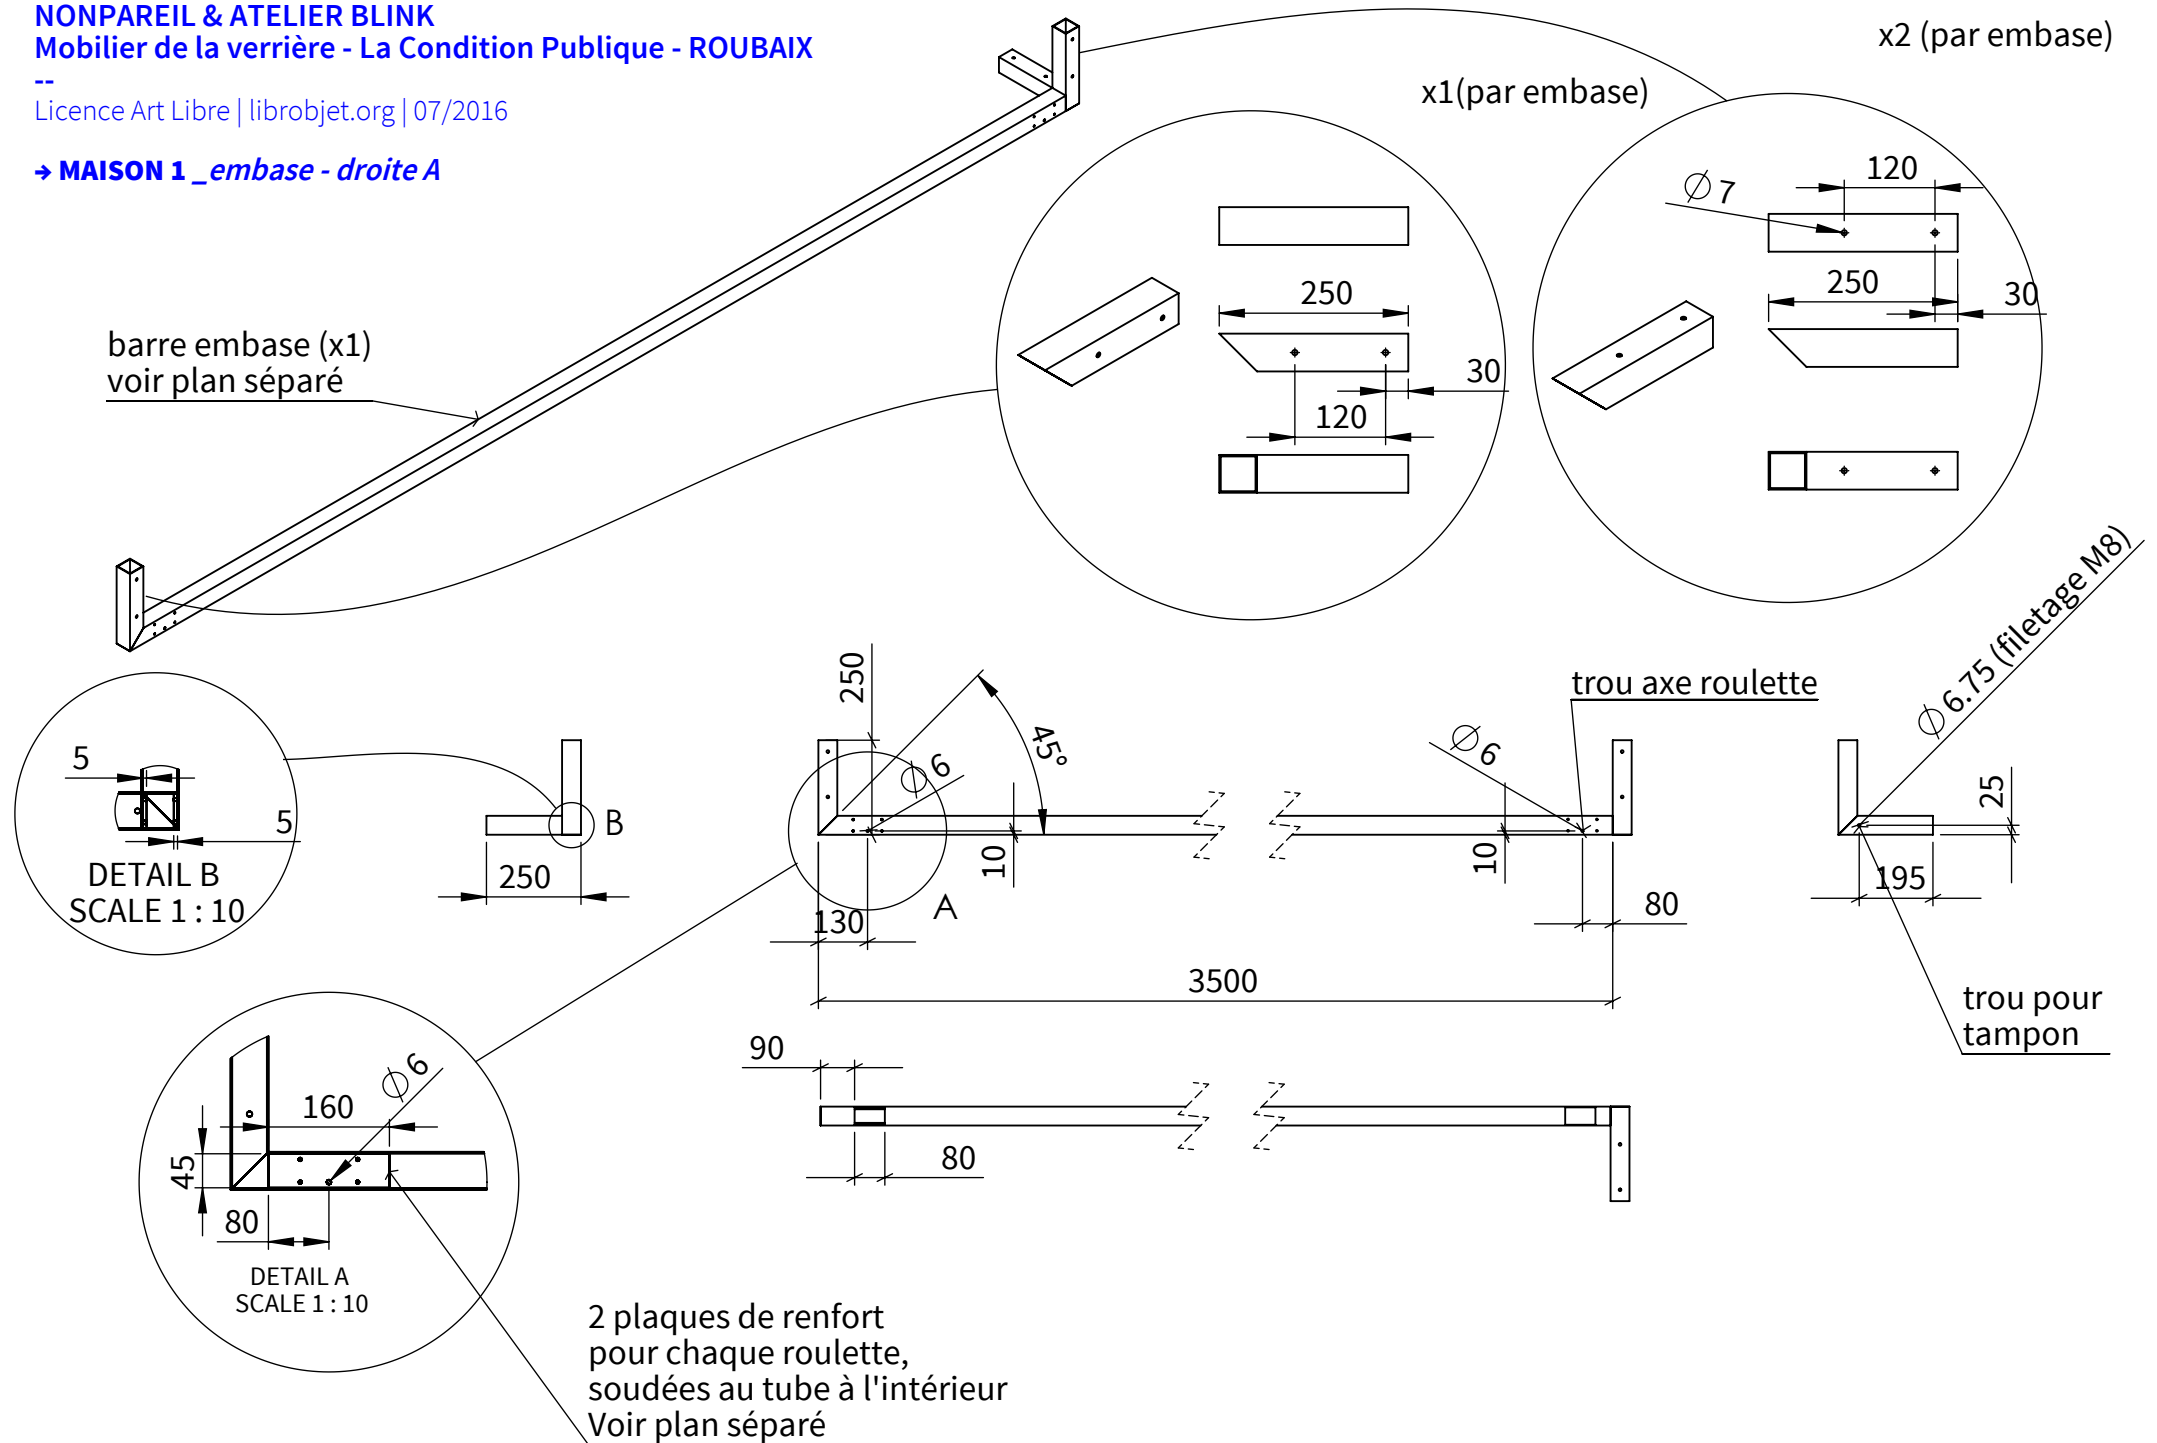 NONPAREIL & ATELIER BLINK
Mobilier de la verrière - La Condition Publique - ROUBAIX
--
Licence Art Libre | librobjet.org | 07/2016
→ MAISON 1 _embase - droite A
x2 (par embase)
x1(par embase)
barre embase (x1)
voir plan séparé
250
30
120
∅ 7
120
250
30
∅ 6.75 (filetage M8)
trou axe roulette
5
5
DETAIL B
SCALE 1 : 10
B
250
250
45°
∅ 6
10
130
A
3500
∅ 6
10
80
25
195
trou pour
tampon
90
80
∅ 6
160
45
80
DETAIL A
SCALE 1 : 10
2 plaques de renfort
pour chaque roulette,
soudées au tube à l'intérieur
Voir plan séparé